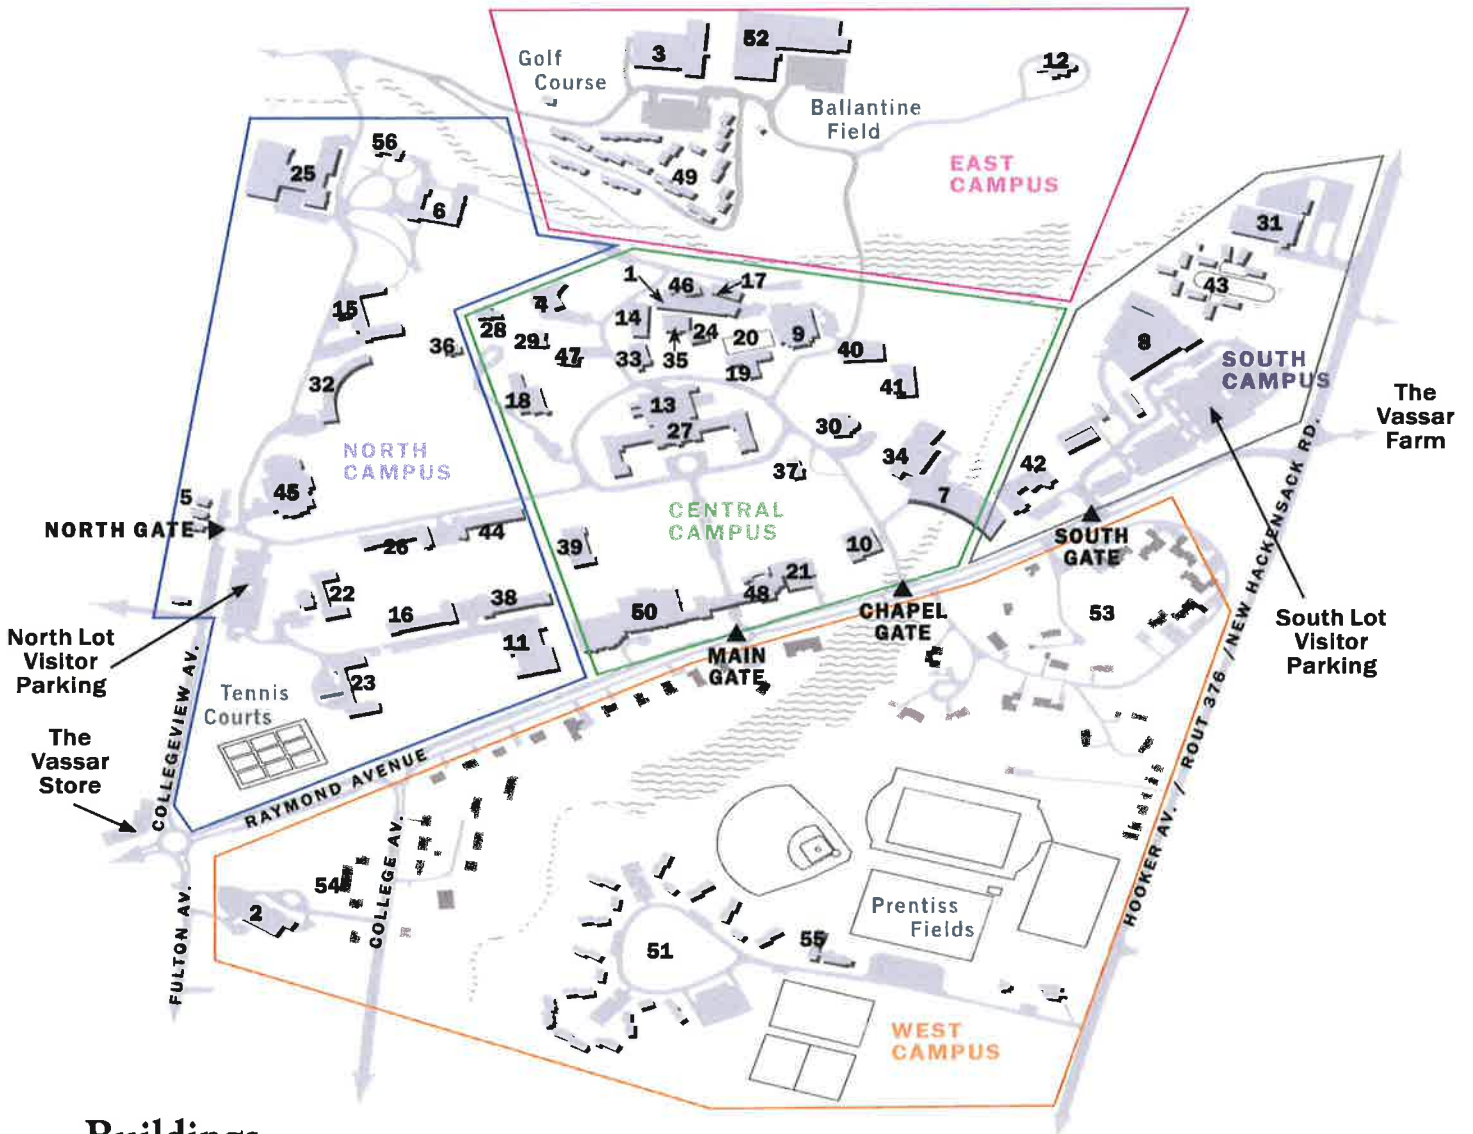 Golf
Course
3
52
12
Ballantine
Field
EAST
CAMPUS
49
56
25
6
31
43
8
SOUTH
CAMPUS
The
Vassar
Farm
1
46
17
4
14
28
29
47
24
20
9
33
35
19
40
41
15
36
32
18
13
27
30
34
37
7
42
NORTH
CAMPUS
CENTRAL
CAMPUS
5
45
NORTH GATE
26
44
39
10
SOUTH
GATE
22
16
38
50
48
21
CHAPEL
GATE
53
11
MAIN
GATE
23
North Lot
Visitor
Parking
South Lot
Visitor
Parking
Tennis
Courts
The
Vassar
Store
COLLEGEVIEW AV.
RAYMOND AVENUE
HOOKER AV. / ROUT 376 /NEW HACKENSACK RD.
COLLEGE AV.
FULTON AV.
54
2
51
55
Prentiss
Fields
WEST
CAMPUS
Buildings